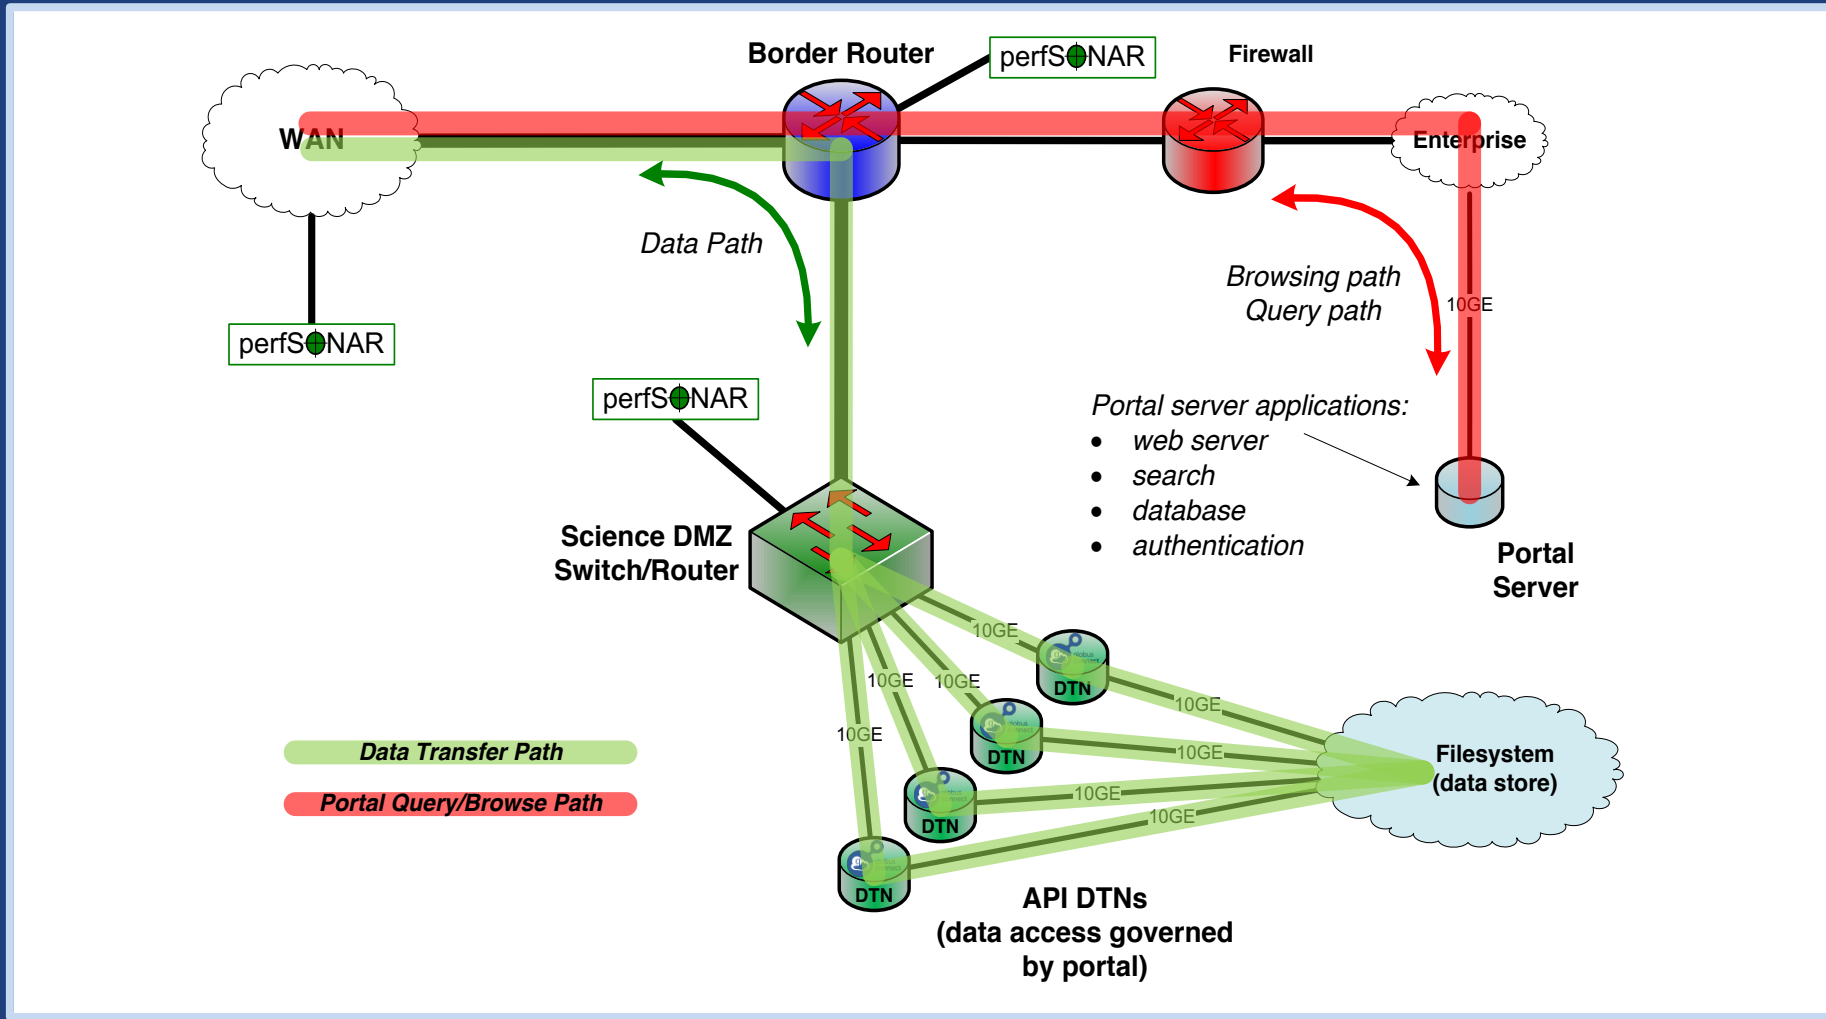 Border Router
perfSONAR
Firewall
WAN
Enterprise
Data Path
Browsing path
Query path
10GE
perfSONAR
perfSONAR
Portal server applications:
• web server
• search
• database
• authentication
Science DMZ
Switch/Router
Portal
Server
10GE
10GE
10GE
10GE
DTN
DTN
DTN
DTN
10GE
10GE
10GE
10GE
Filesystem
(data store)
Data Transfer Path
Portal Query/Browse Path
API DTNs
(data access governed
by portal)